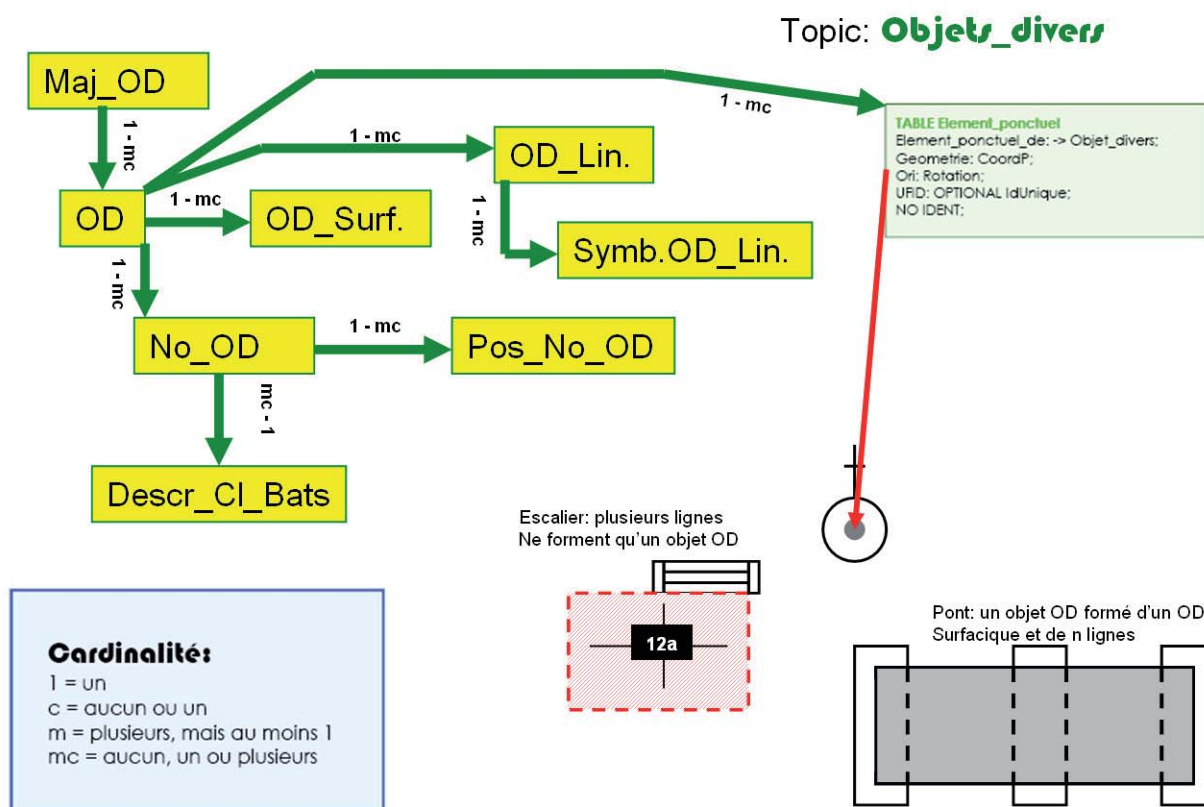 Topic: Objets_divers
Maj_OD
1 - mc
1 - mc
TABLE Element_ponctuel
Element_ponctuel_de: -> Objet_divers;
Geometrie: CoordP;
Ori: Rotation;
UFID: OPTIONAL IdUnique;
NO IDENT;
1 - mc
OD_Lin.
OD
1 - mc
OD_Surf.
1 - mc
Symb.OD_Lin.
1 - mc
No_OD
1 - mc
Pos_No_OD
mc - 1
Descr_Cl_Bats
Escalier: plusieurs lignes
Ne forment qu'un objet OD
12a
Pont: un objet OD formé d'un OD
Surfacique et de n lignes
Cardinalité:
1 = un
c = aucun ou un
m = plusieurs, mais au moins 1
mc = aucun, un ou plusieurs